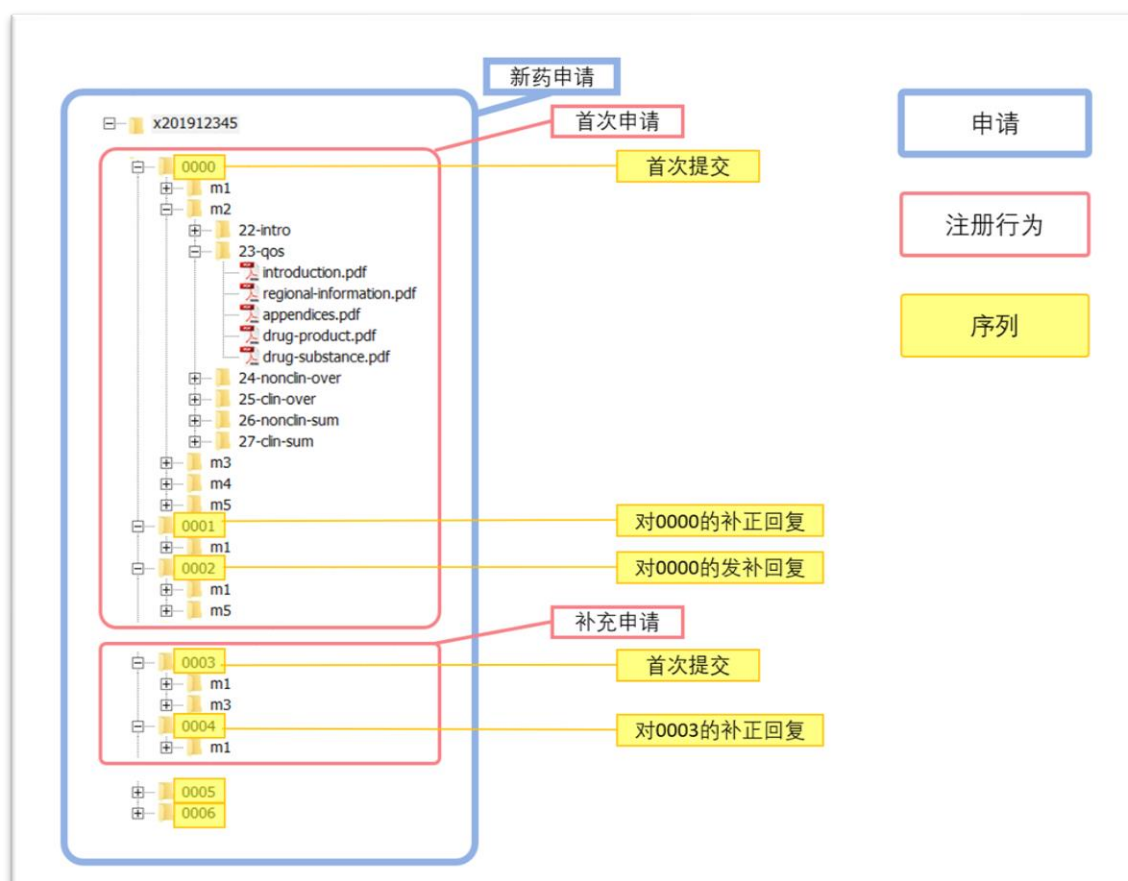 新药申请
x201912345
首次申请
申请
0000
首次提交
m1
m2
注册行为
22-intro
23-qos
introduction.pdf
regional-information.pdf
appendices.pdf
序列
drug-product.pdf
drug-substance.pdf
24-nonclin-over
25-clin-over
26-nonclin-sum
27-clin-sum
m3
m4
m5
0001
对0000的补正回复
m1
0002
对0000的发补回复
m1
m5
补充申请
0003
首次提交
m1
m3
0004
对0003的补正回复
m1
0005
0006